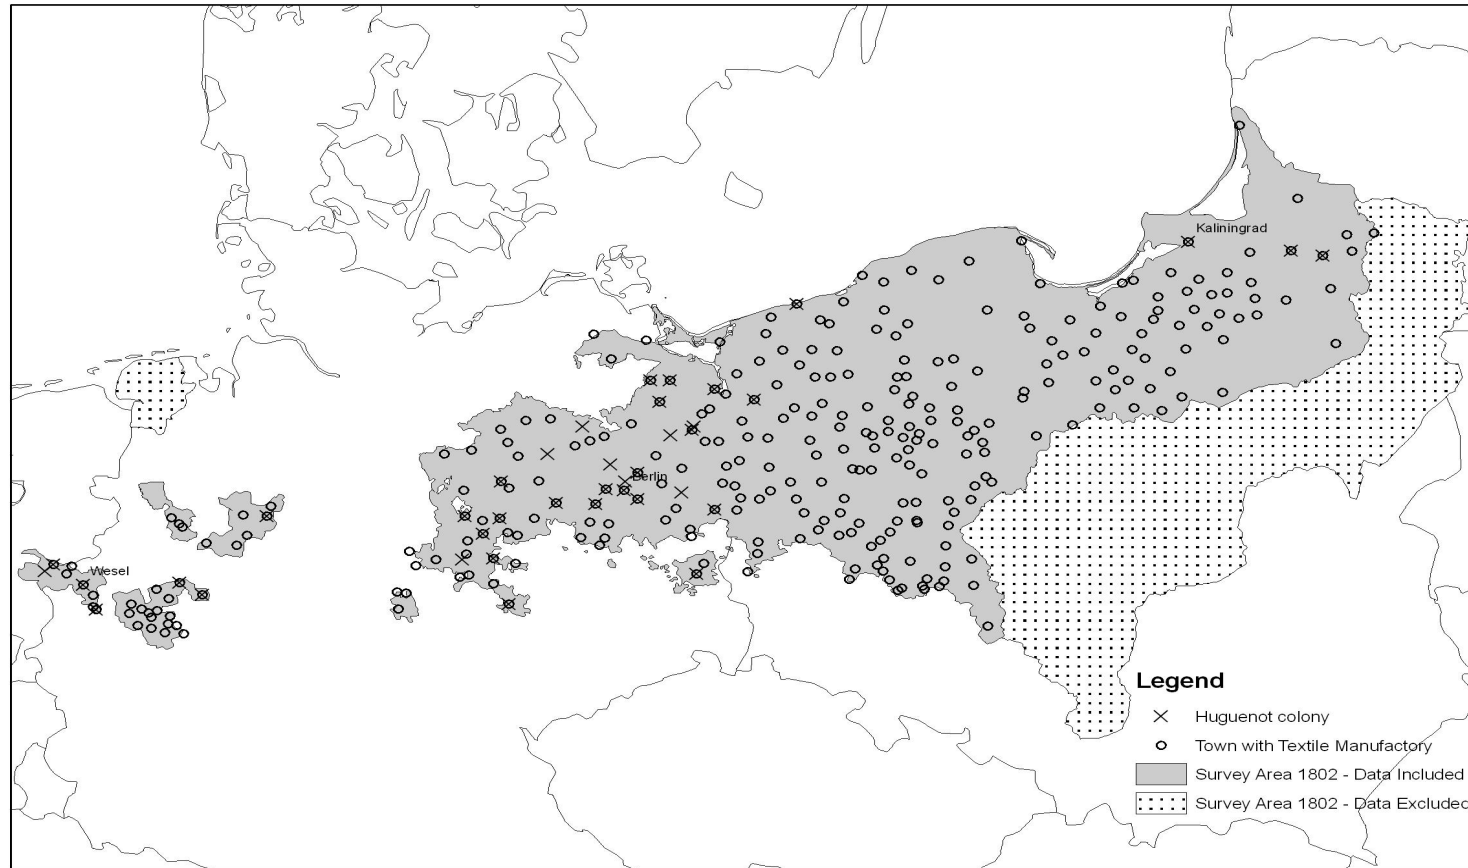 Kaliningrad
Berlin
Wesel
Legend
Huguenot colony
Town with Textile Manufactory
Survey Area 1802 - Data Included
Survey Area 1802 - Data Excluded